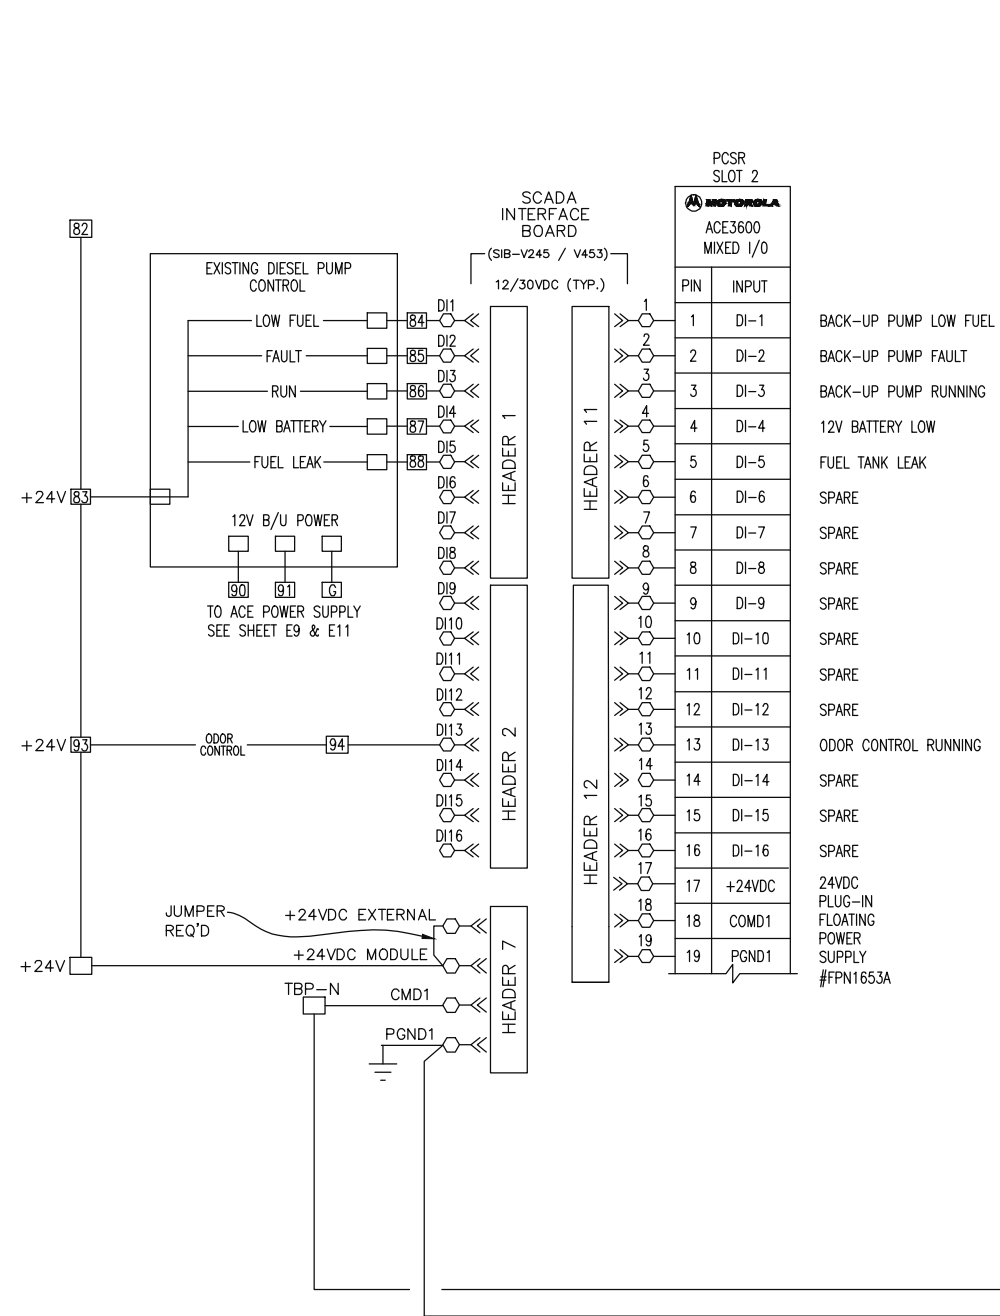 PCSR
SLOT 2
MOTOROLA
ACE3600
MIXED I/O
PIN INPUT
SCADA
INTERFACE
BOARD
(SIB-V245 / V453)
12/30VDC (TYP.)
82
EXISTING DIESEL PUMP
CONTROL
LOW FUEL 84 DI1 1 1 DI-1 BACK-UP PUMP LOW FUEL
FAULT 85 DI2 2 2 DI-2 BACK-UP PUMP FAULT
RUN 86 DI3 3 3 DI-3 BACK-UP PUMP RUNNING
LOW BATTERY 87 DI4 4 4 DI-4 12V BATTERY LOW
FUEL LEAK 88 DI5 5 5 DI-5 FUEL TANK LEAK
+24V 83 DI6 6 6 DI-6 SPARE
12V B/U POWER DI7 7 7 DI-7 SPARE
DI8 8 8 DI-8 SPARE
HEADER 1
HEADER 11
90 91 G DI9 9 9 DI-9 SPARE
TO ACE POWER SUPPLY
SEE SHEET E9 & E11
DI10 10 10 DI-10 SPARE
DI11 11 11 DI-11 SPARE
DI12 12 12 DI-12 SPARE
+24V 93 ODOR
CONTROL 94 DI13 13 13 DI-13 ODOR CONTROL RUNNING
DI14 14 14 DI-14 SPARE
DI15 15 15 DI-15 SPARE
DI16 16 16 DI-16 SPARE
HEADER 2
HEADER 12
17 17 +24VDC
18 18 COMD1
19 19 PGND1
24VDC
PLUG-IN
FLOATING
POWER
SUPPLY
#FPN1653A
JUMPER
REQ'D
+24VDC EXTERNAL
+24V +24VDC MODULE
TBP-N CMD1
PGND1
HEADER 7